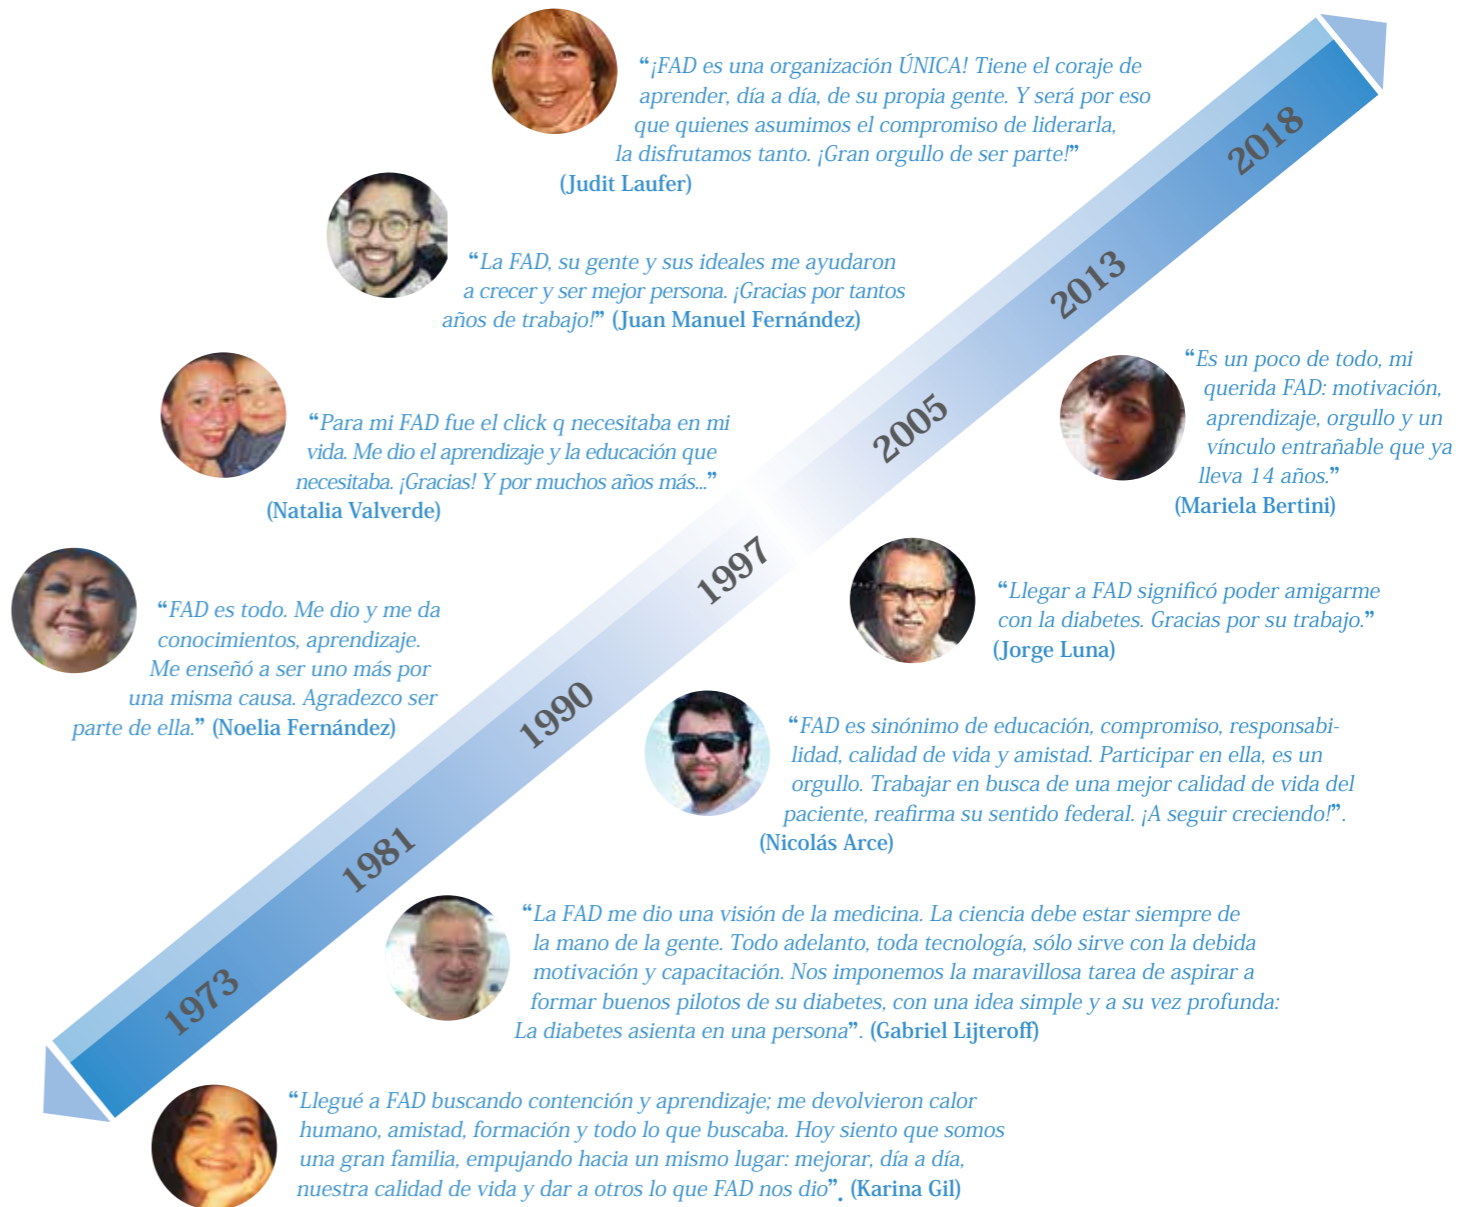 “¡FAD es una organización ÚNICA! Tiene el coraje de
aprender, día a día, de su propia gente. Y será por eso
que quienes asumimos el compromiso de liderarla,
la disfrutamos tanto. ¡Gran orgullo de ser parte!”
(Judit Laufer)
“La FAD, su gente y sus ideales me ayudaron
a crecer y ser mejor persona. ¡Gracias por tantos
años de trabajo!” (Juan Manuel Fernández)
“Para mi FAD fue el click q necesitaba en mi
vida. Me dio el aprendizaje y la educación que
necesitaba. ¡Gracias! Y por muchos años más...”
(Natalia Valverde)
“FAD es todo. Me dio y me da
conocimientos, aprendizaje.
Me enseñó a ser uno más por
una misma causa. Agradezco ser
parte de ella.” (Noelia Fernández)
2018
2013
2005
1997
1990
1981
1973
“Es un poco de todo, mi
querida FAD: motivación,
aprendizaje, orgullo y un
vínculo entrañable que ya
lleva 14 años.”
(Mariela Bertini)
“Llegar a FAD significó poder amigarme
con la diabetes. Gracias por su trabajo.”
(Jorge Luna)
“FAD es sinónimo de educación, compromiso, responsabi-
lidad, calidad de vida y amistad. Participar en ella, es un
orgullo. Trabajar en busca de una mejor calidad de vida del
paciente, reafirma su sentido federal. ¡A seguir creciendo!”.
(Nicolás Arce)
“La FAD me dio una visión de la medicina. La ciencia debe estar siempre de
la mano de la gente. Todo adelanto, toda tecnología, sólo sirve con la debida
motivación y capacitación. Nos imponemos la maravillosa tarea de aspirar a
formar buenos pilotos de su diabetes, con una idea simple y a su vez profunda:
La diabetes asienta en una persona”. (Gabriel Lijteroff)
“Llegué a FAD buscando contención y aprendizaje; me devolvieron calor
humano, amistad, formación y todo lo que buscaba. Hoy siento que somos
una gran familia, empujando hacia un mismo lugar: mejorar, día a día,
nuestra calidad de vida y dar a otros lo que FAD nos dio”. (Karina Gil)